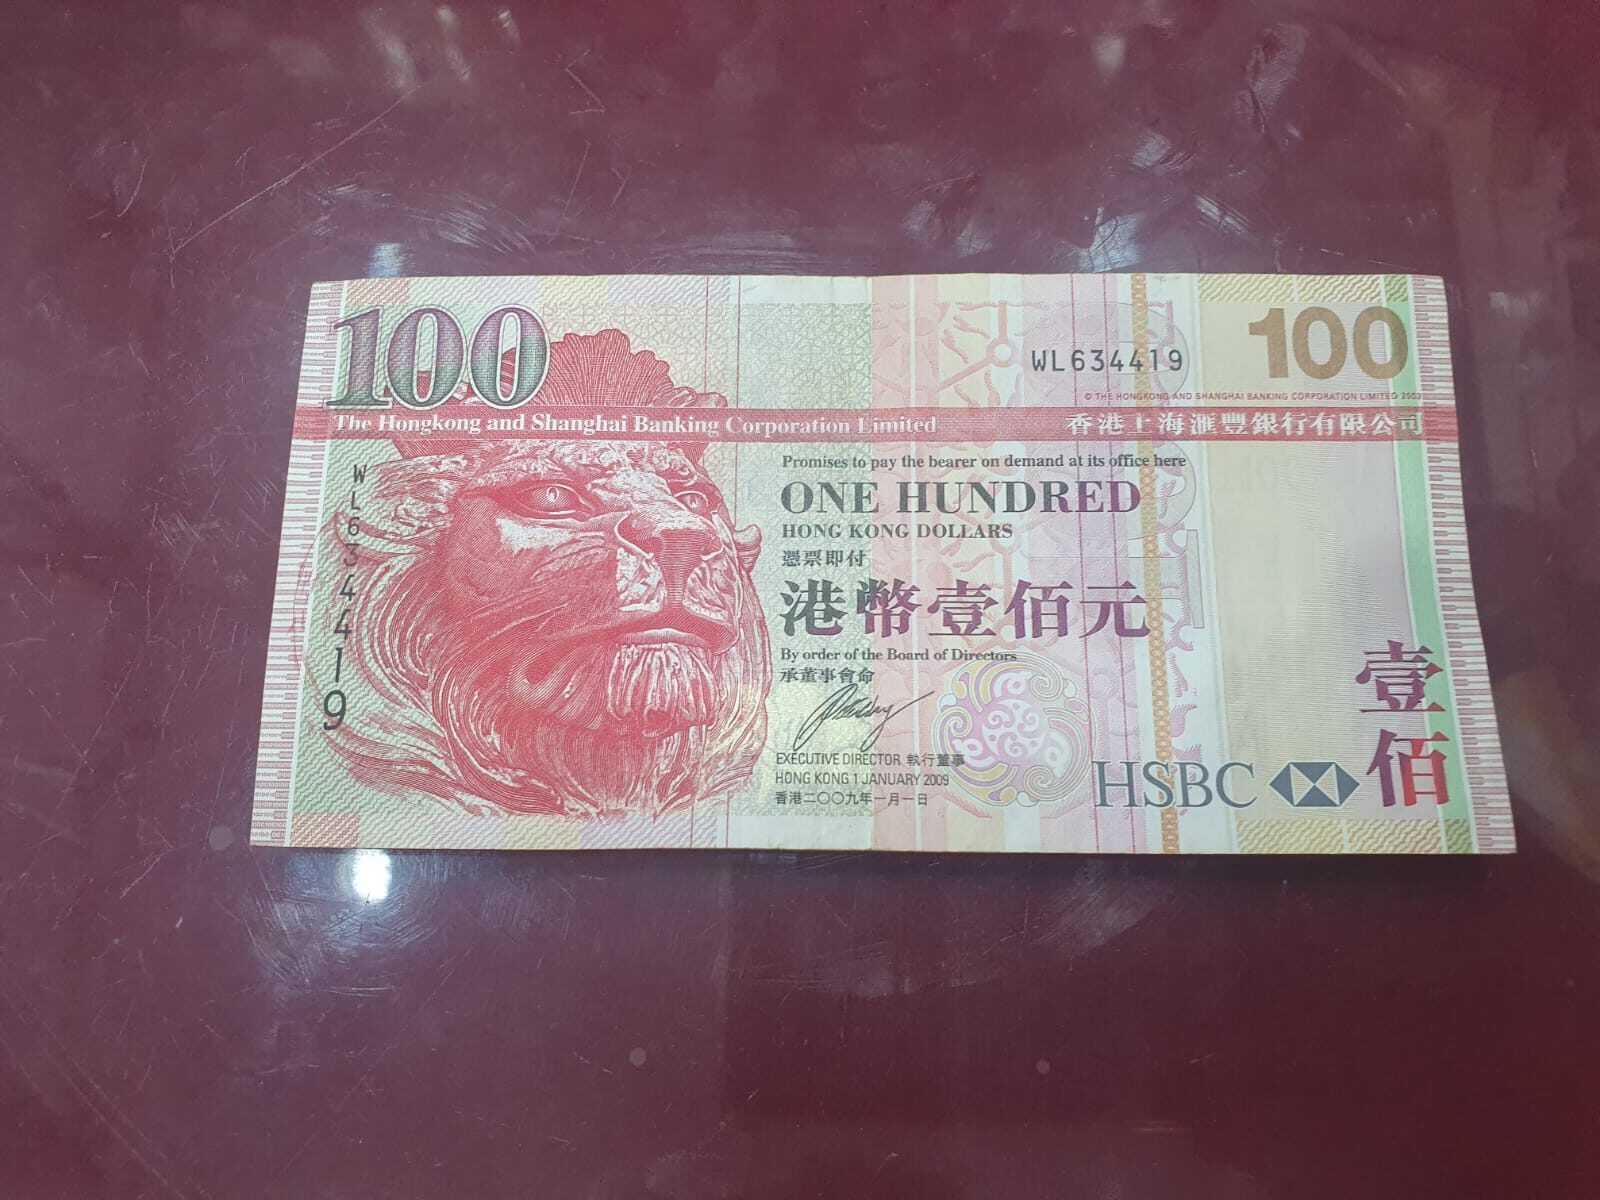 100
100
WL634419
© THE HONGKONG AND SHANGHAI BANKING CORPORATION LIMITED 2003
The Hongkong and Shanghai Banking Corporation Limited 香港上海滙豐銀行有限公司
WL634419
Promises to pay the bearer on demand at its office here
ONE HUNDRED
HONG KONG DOLLARS
憑票即付
港幣壹佰元
By order of the Board of Directors
承董事會命
EXECUTIVE DIRECTOR 執行董事
HONG KONG 1 JANUARY 2009
香港二〇〇九年一月一日
HSBC
壹佰